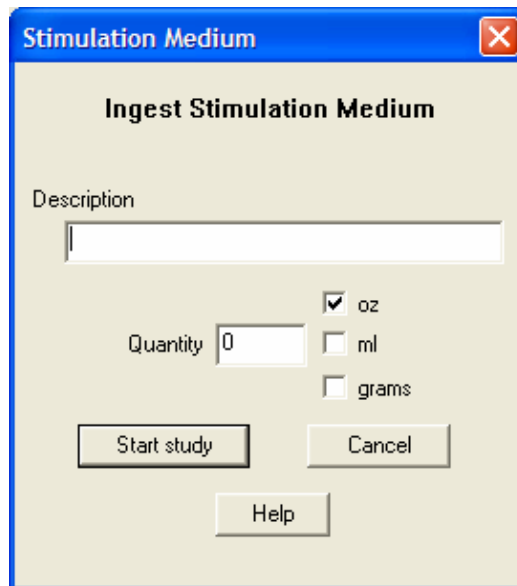 Stimulation Medium
Ingest Stimulation Medium
Description
oz
Quantity 0 ml
grams
Start study Cancel
Help